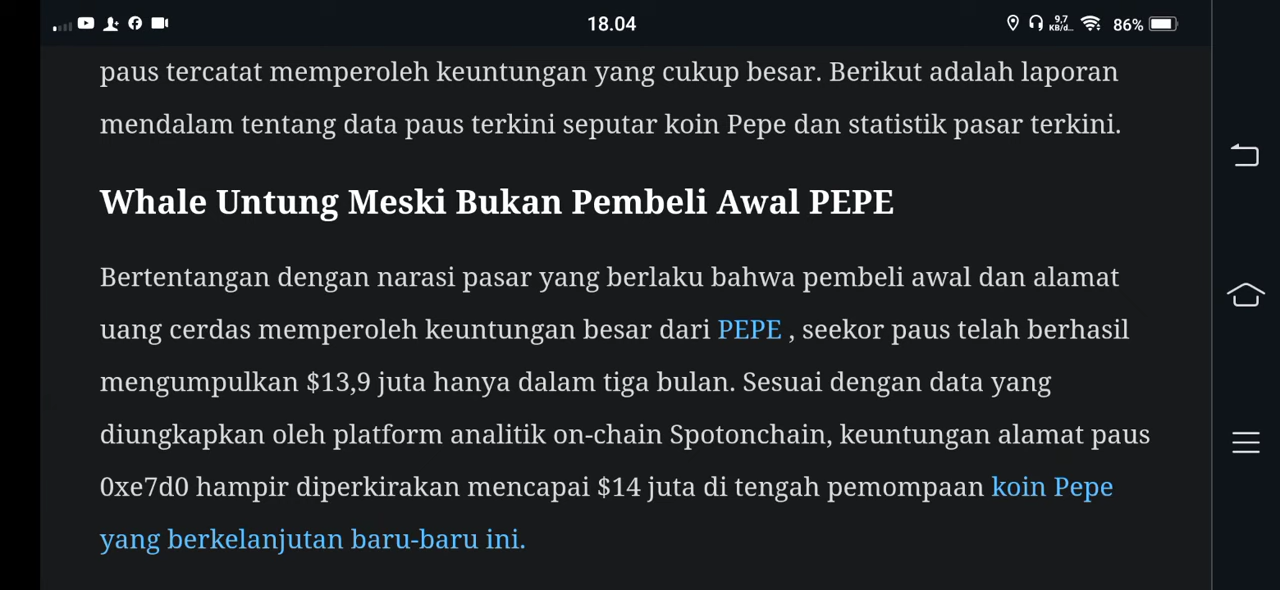 18.04
9,7
KB/d...
86%
paus tercatat memperoleh keuntungan yang cukup besar. Berikut adalah laporan
mendalam tentang data paus terkini seputar koin Pepe dan statistik pasar terkini.
Whale Untung Meski Bukan Pembeli Awal PEPE
Bertentangan dengan narasi pasar yang berlaku bahwa pembeli awal dan alamat
uang cerdas memperoleh keuntungan besar dari PEPE , seekor paus telah berhasil
mengumpulkan $13,9 juta hanya dalam tiga bulan. Sesuai dengan data yang
diungkapkan oleh platform analitik on-chain Spotonchain, keuntungan alamat paus
0xe7d0 hampir diperkirakan mencapai $14 juta di tengah pemompaan koin Pepe
yang berkelanjutan baru-baru ini.